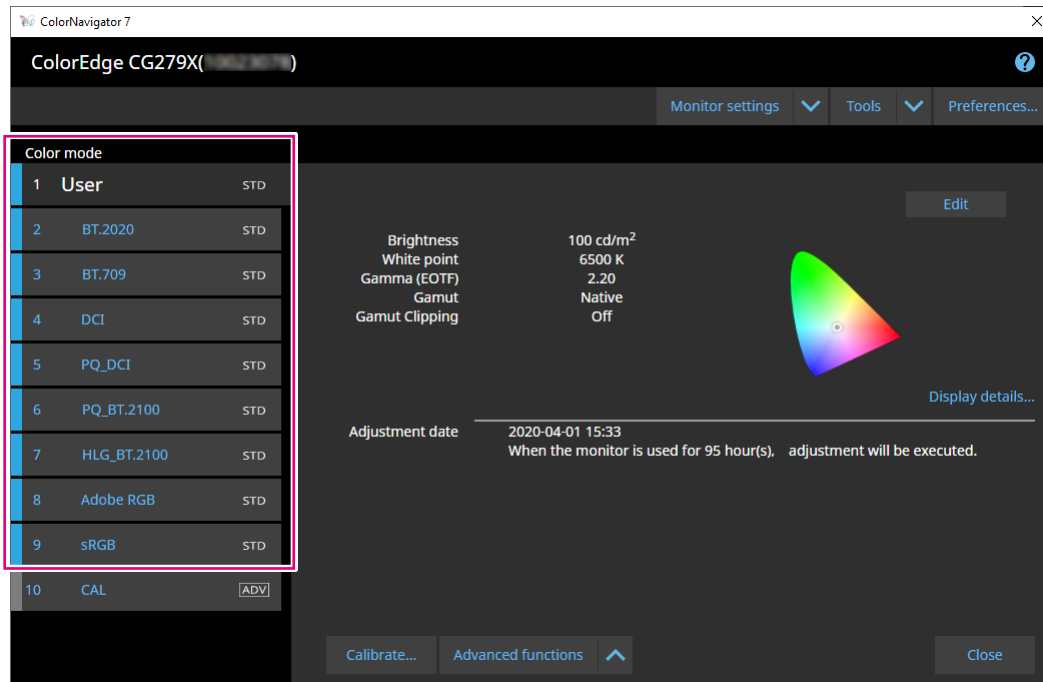 ColorNavigator 7
ColorEdge CG279X( )
Monitor settings Tools Preferences...
Color mode
1 User STD
2 BT.2020 STD
3 BT.709 STD
4 DCI STD
5 PQ_DCI STD
6 PQ_BT.2100 STD
7 HLG_BT.2100 STD
8 Adobe RGB STD
9 sRGB STD
10 CAL ADV
Edit
Brightness 100 cd/m²
White point 6500 K
Gamma (EOTF) 2.20
Gamut Native
Gamut Clipping Off
Display details...
Adjustment date 2020-04-01 15:33
When the monitor is used for 95 hour(s), adjustment will be executed.
Calibrate... Advanced functions Close